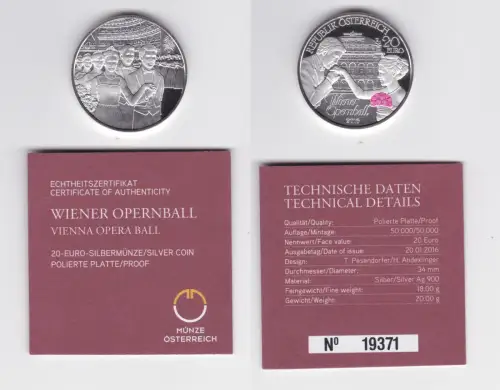 REPUBLIK ÖSTERREICH
20 EURO
Wiener
Opernball
2016
ECHTHEITSZERTIFIKAT
CERTIFICATE OF AUTHENTICITY
WIENER OPERNBALL
VIENNA OPERA BALL
20-EURO-SILBERMÜNZE/SILVER COIN
POLIERTE PLATTE/PROOF
MÜNZE
ÖSTERREICH
TECHNISCHE DATEN
TECHNICAL DETAILS
Qualität/Quality: Polierte Platte/Proof
Auflage/Mintage: 50.000/50,000
Nennwert/Face value: 20 Euro
Ausgabetag/Date of issue: 20.01.2016
Design: T. Pesendorfer/H. Andexlinger
Durchmesser/Diameter: 34 mm
Material: Silber/Silver Ag 900
Feingewicht/Fine weight: 18.00 g
Gewicht/Weight: 20.00 g
Nº 19371